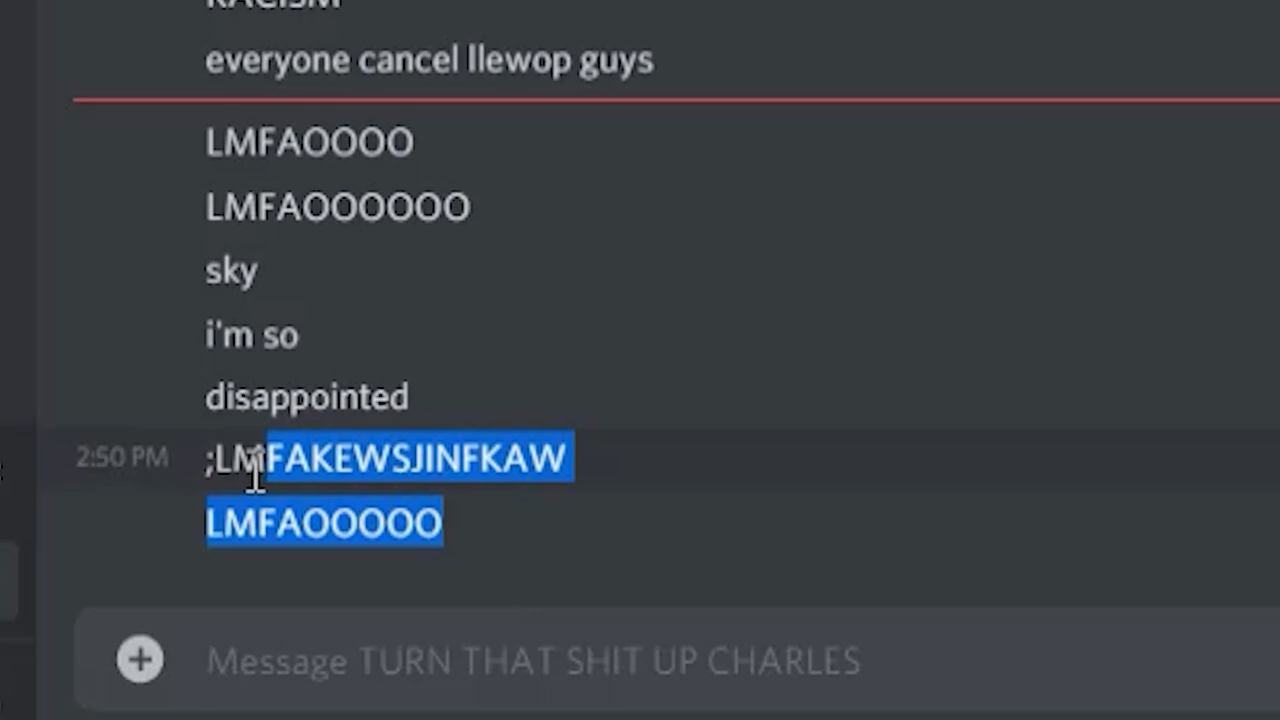 RACISM
everyone cancel llewop guys
LMFAOOOO
LMFAOOOOOO
sky
i'm so
disappointed
2:50 PM ;LMFAKEWSJINFKAW
LMFAOOOOO
Message TURN THAT SHIT UP CHARLES